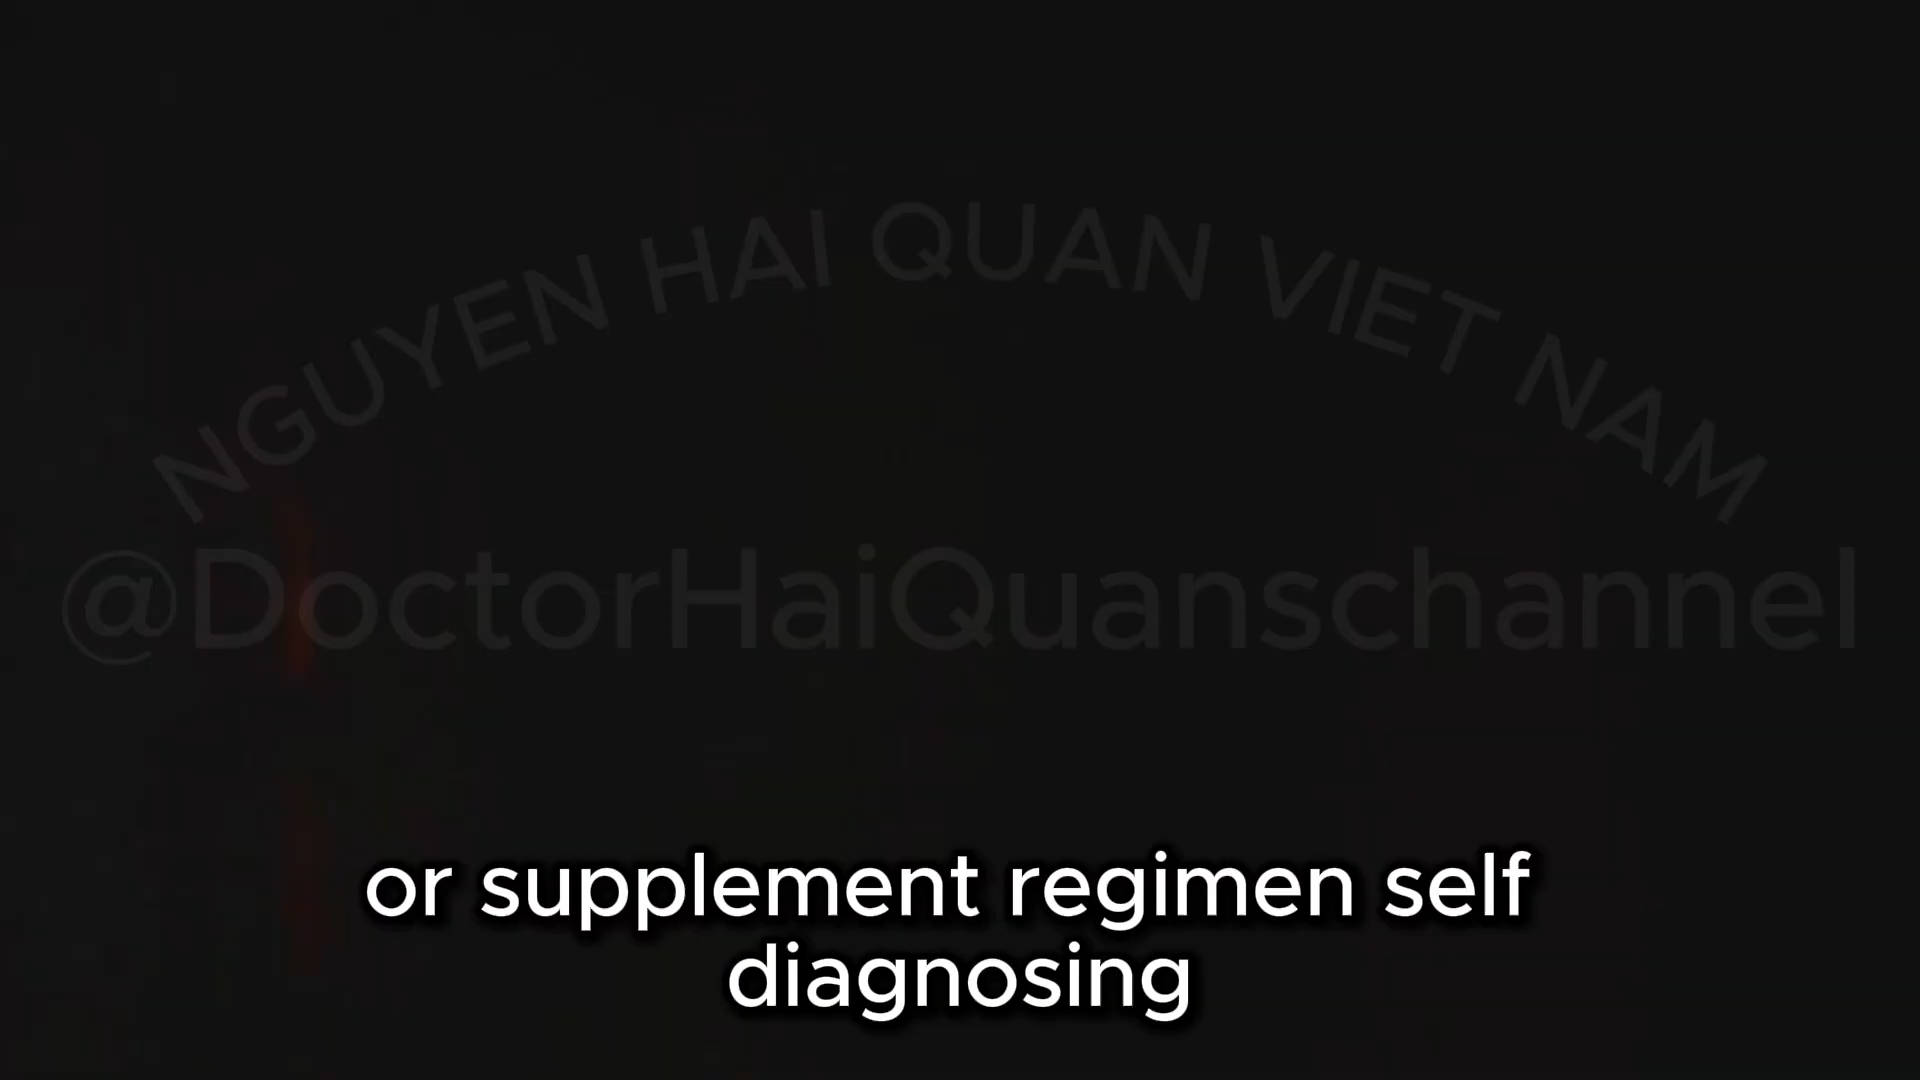 NGUYEN HAI QUAN VIET NAM
@DoctorHaiQuanschannel
or supplement regimen self
diagnosing